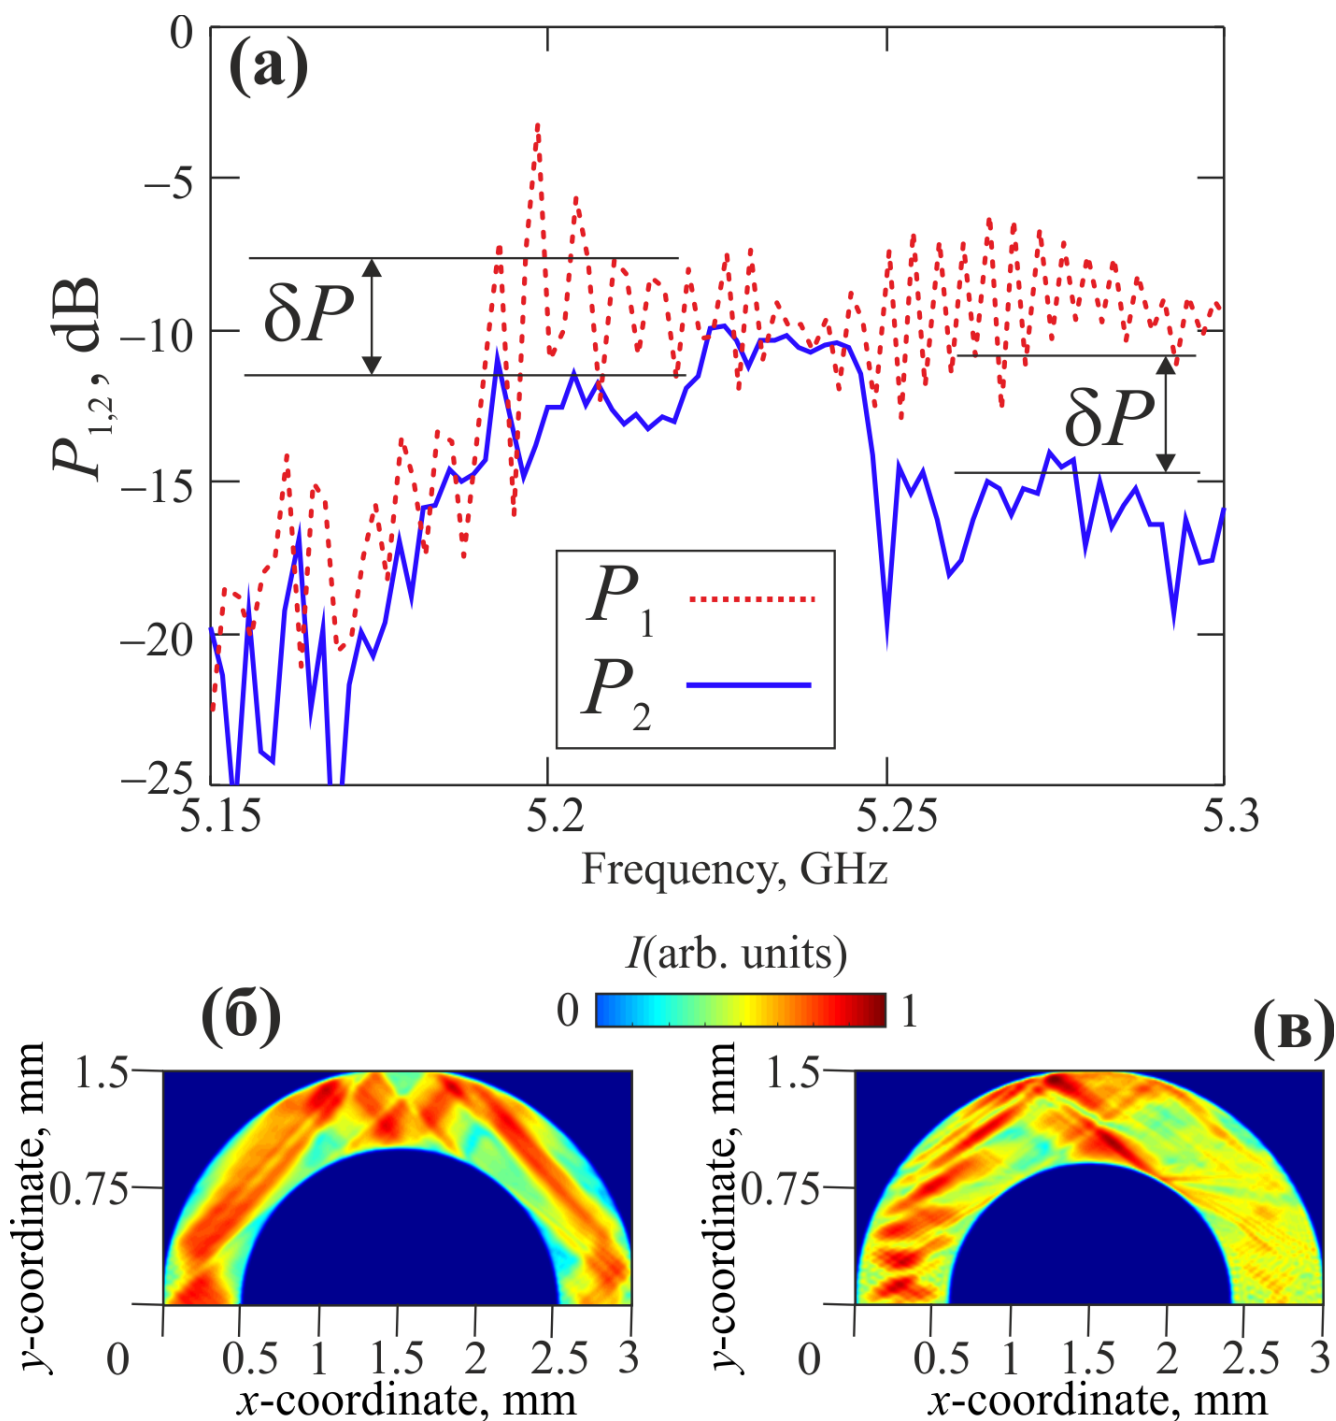 (а)
0
−5
−10
−15
−20
−25
P1,2, dB
δP
δP
P1
P2
5.15 5.2 5.25 5.3
Frequency, GHz
I(arb. units)
0 1
(б)
1.5
0.75
0 0.5 1 1.5 2 2.5 3
y-coordinate, mm
x-coordinate, mm
(в)
1.5
0.75
0 0.5 1 1.5 2 2.5 3
y-coordinate, mm
x-coordinate, mm